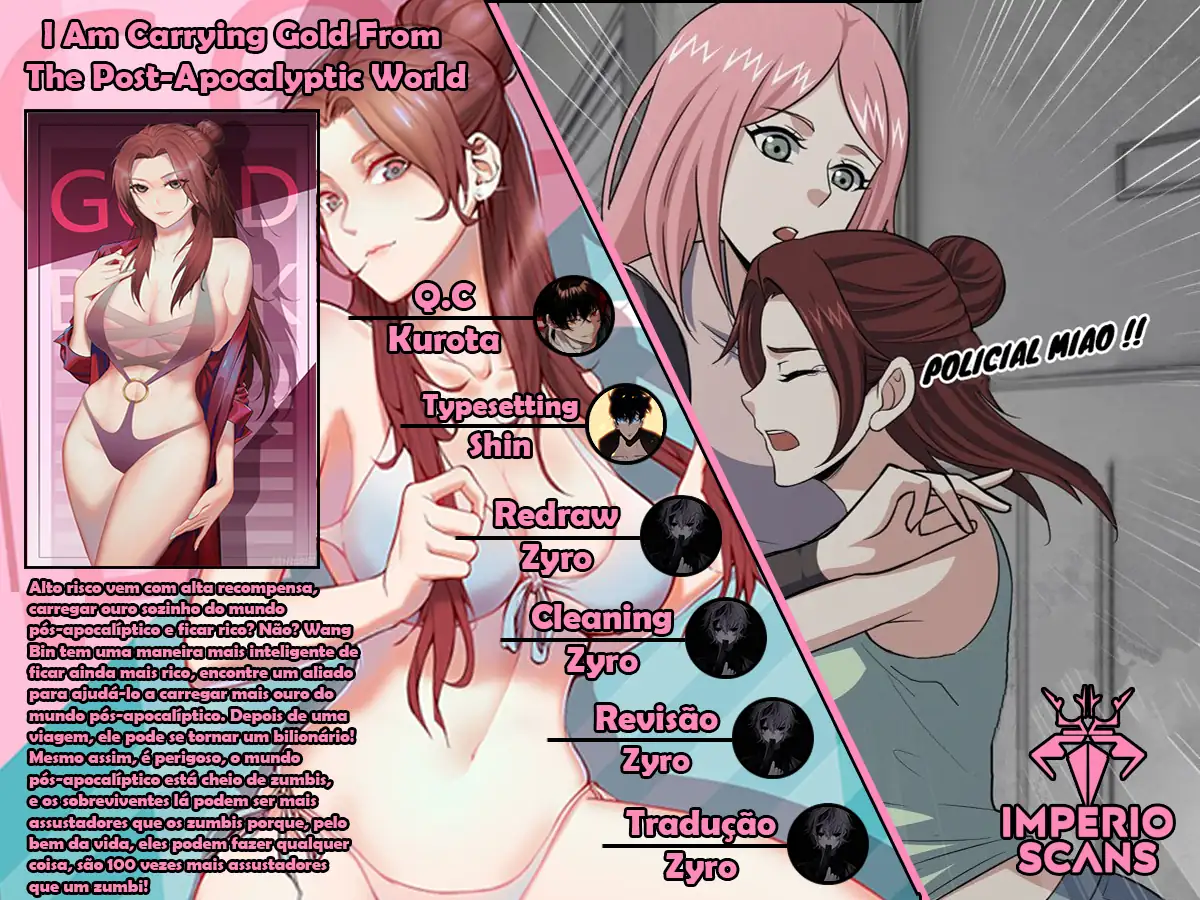 I Am Carrying Gold From
The Post-Apocalyptic World
Q.C
Kurota
Typesetting
Shin
Redraw
Zyro
Cleaning
Zyro
Revisão
Zyro
Tradução
Zyro
Alto risco vem com alta recompensa,
carregar ouro sozinho do mundo
pós-apocalíptico e ficar rico? Não? Wang
Bin tem uma maneira mais inteligente de
ficar ainda mais rico, encontre um aliado
para ajudá-lo a carregar mais ouro do
mundo pós-apocalíptico. Depois de uma
viagem, ele pode se tornar um bilionário!
Mesmo assim, é perigoso, o mundo
pós-apocalíptico está cheio de zumbis,
e os sobreviventes lá podem ser mais
assustadores que os zumbis porque, pelo
bem da vida, eles podem fazer qualquer
coisa, são 100 vezes mais assustadores
que um zumbi!
POLICIAL MIAO !!
IMPERIO
SCANS